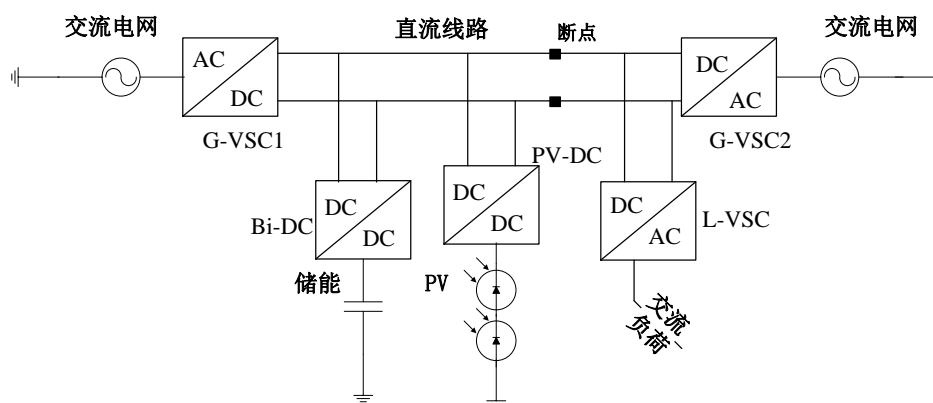 交流电网
直流线路
断点
交流电网
AC
DC
G-VSC1
DC
AC
G-VSC2
DC
DC
Bi-DC
储能
DC
DC
PV-DC
PV
DC
AC
L-VSC
交流
负荷